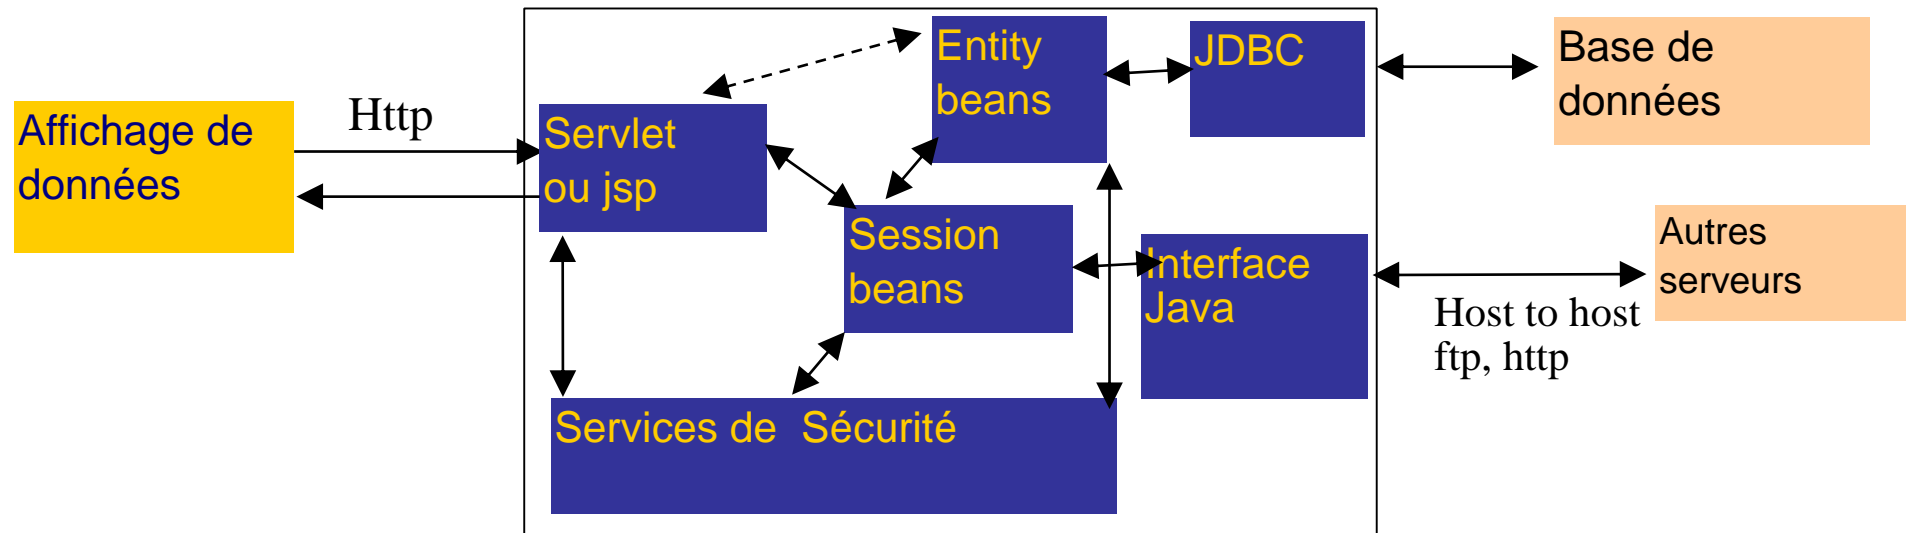 Affichage de
données
Http
Servlet
ou jsp
Entity
beans
JDBC
Session
beans
Interface
Java
Services de  Sécurité
Base de
données
Autres
serveurs
Host to host
ftp, http